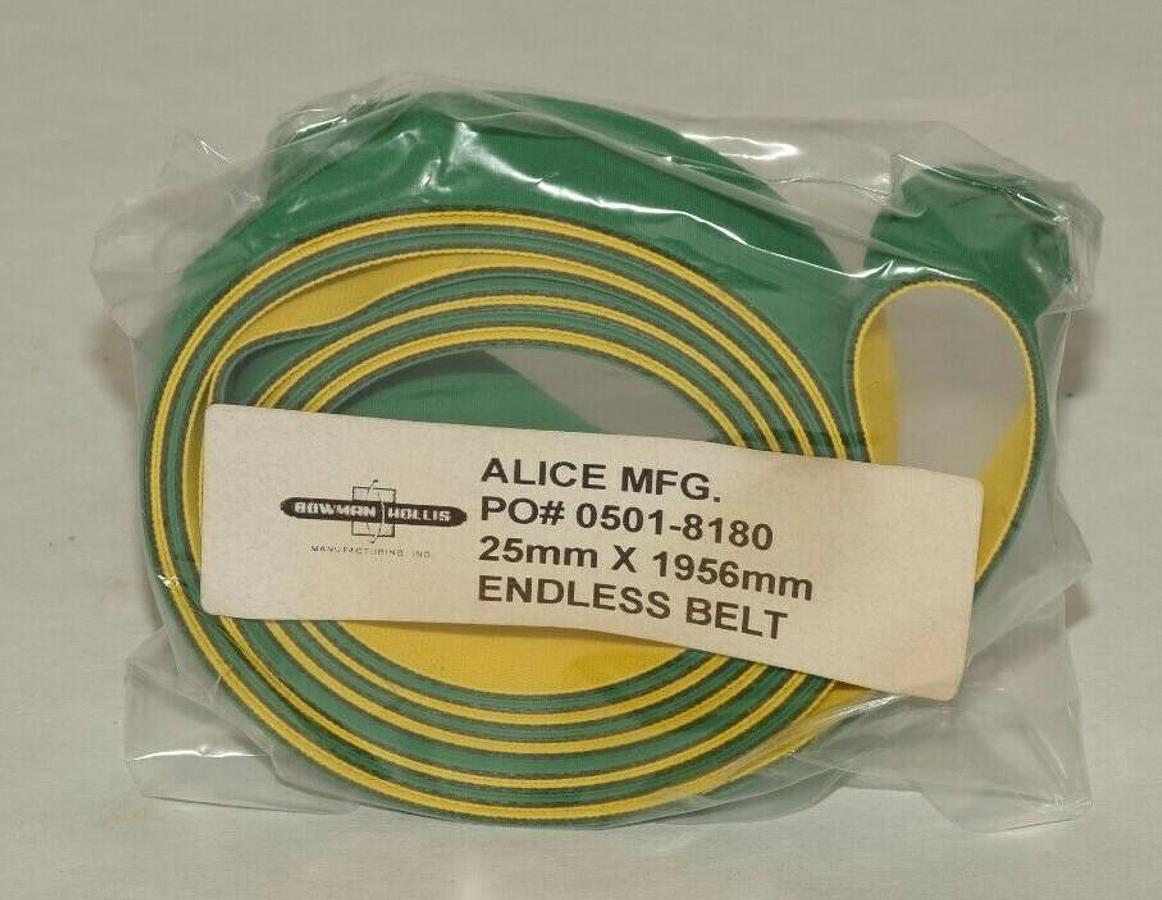 BOWMAN HOLLIS
MANUFACTURING, INC.
ALICE MFG.
PO# 0501-8180
25mm X 1956mm
ENDLESS BELT